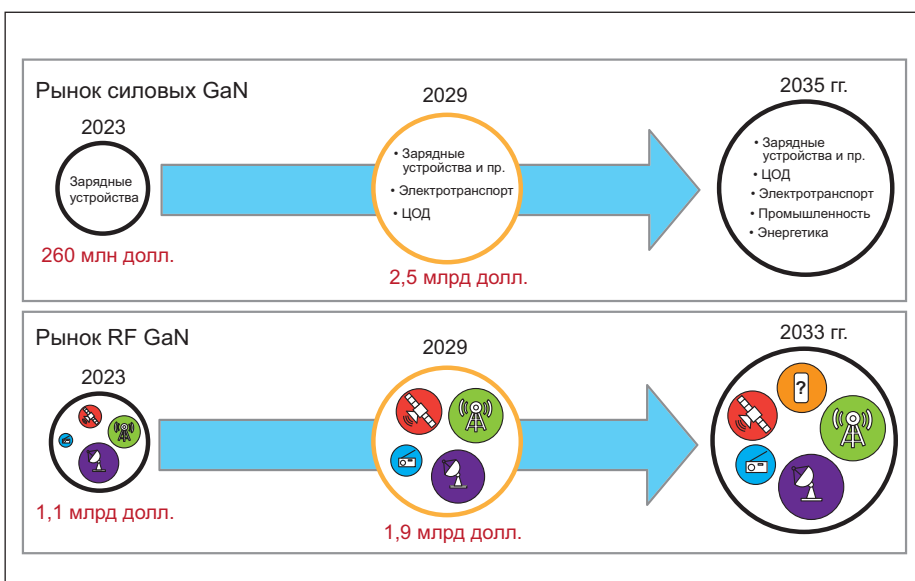 Рынок силовых GaN
2023
2029
2035 гг.
Зарядные
устройства
• Зарядные
устройства и пр.
• Электротранспорт
• ЦОД
• Зарядные
устройства и пр.
• ЦОД
• Электротранспорт
• Промышленность
• Энергетика
260 млн долл.
2,5 млрд долл.
Рынок RF GaN
2023
2029
2033 гг.
?
1,1 млрд долл.
1,9 млрд долл.